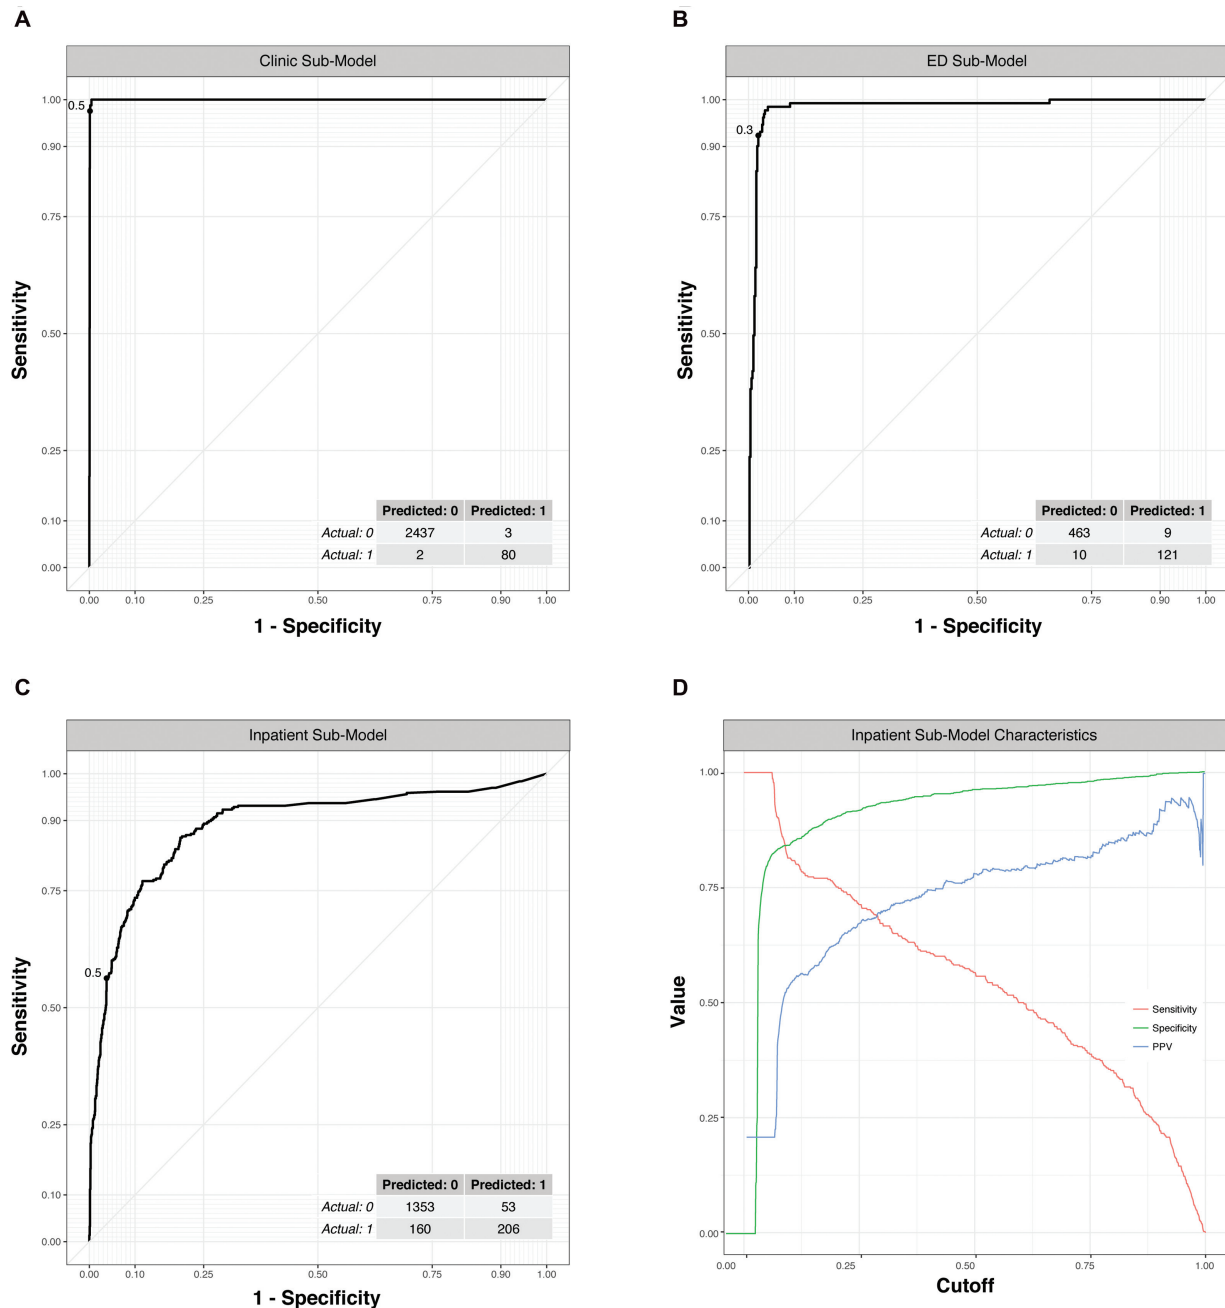 A
Clinic Sub-Model
Sensitivity
1.00
0.90
0.75
0.50
0.25
0.10
0.00
0.5
Predicted: 0 Predicted: 1
Actual: 0 2437 3
Actual: 1 2 80
0.00 0.10 0.25 0.50 0.75 0.90 1.00
1 - Specificity
B
ED Sub-Model
Sensitivity
1.00
0.90
0.75
0.50
0.25
0.10
0.00
0.3
Predicted: 0 Predicted: 1
Actual: 0 463 9
Actual: 1 10 121
0.00 0.10 0.25 0.50 0.75 0.90 1.00
1 - Specificity
C
Inpatient Sub-Model
Sensitivity
1.00
0.90
0.75
0.50
0.25
0.10
0.00
0.5
Predicted: 0 Predicted: 1
Actual: 0 1353 53
Actual: 1 160 206
0.00 0.10 0.25 0.50 0.75 0.90 1.00
1 - Specificity
D
Inpatient Sub-Model Characteristics
Value
1.00
0.75
0.50
0.25
0.00
Sensitivity
Specificity
PPV
0.00 0.25 0.50 0.75 1.00
Cutoff